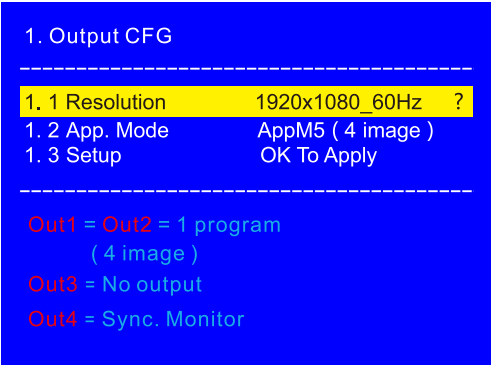 1. Output CFG
1. 1 Resolution 1920x1080_60Hz ?
1. 2 App. Mode AppM5 ( 4 image )
1. 3 Setup OK To Apply
Out1 = Out2 = 1 program
( 4 image )
Out3 = No output
Out4 = Sync. Monitor